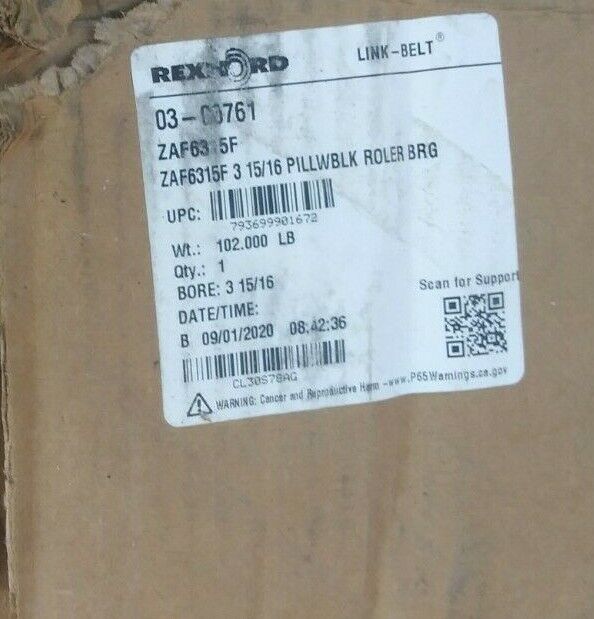 REXNORD LINK-BELT®
03-03761
ZAF6315F
ZAF6315F 3 15/16 PILLWBLK ROLER BRG
UPC:
793699901672
Wt.: 102.000 LB
Qty.: 1
BORE: 3 15/16
Scan for Support
DATE/TIME:
B 09/01/2020 08:42:36
CL30S78AG
WARNING: Cancer and Reproductive Harm -www.P65Warnings.ca.gov